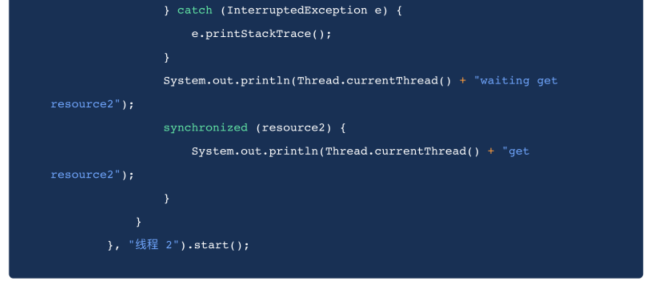 } catch (InterruptedException e) {
e.printStackTrace();
}
System.out.println(Thread.currentThread() + "waiting get
resource2");
synchronized (resource2) {
System.out.println(Thread.currentThread() + "get
resource2");
}
}
}, "线程 2").start();